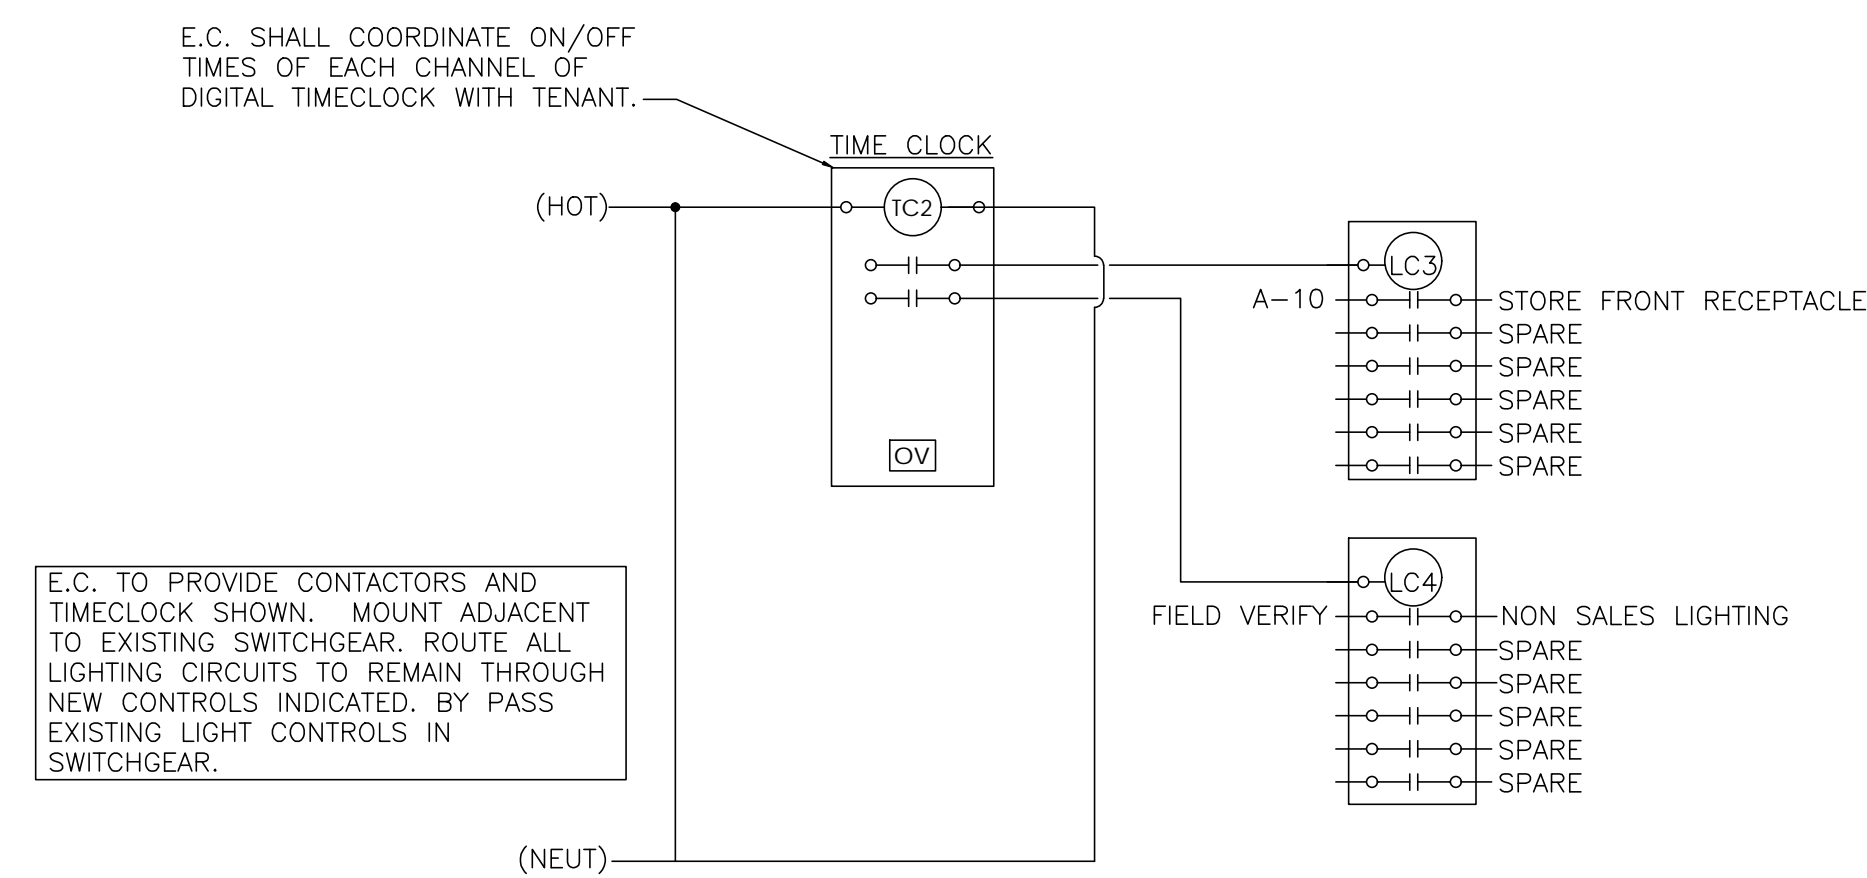 E.C. SHALL COORDINATE ON/OFF
TIMES OF EACH CHANNEL OF
DIGITAL TIMECLOCK WITH TENANT.
TIME CLOCK
(HOT)
TC2
OV
LC3
A-10
STORE FRONT RECEPTACLE
SPARE
SPARE
SPARE
SPARE
SPARE
LC4
FIELD VERIFY
NON SALES LIGHTING
SPARE
SPARE
SPARE
SPARE
SPARE
E.C. TO PROVIDE CONTACTORS AND
TIMECLOCK SHOWN. MOUNT ADJACENT
TO EXISTING SWITCHGEAR. ROUTE ALL
LIGHTING CIRCUITS TO REMAIN THROUGH
NEW CONTROLS INDICATED. BY PASS
EXISTING LIGHT CONTROLS IN
SWITCHGEAR.
(NEUT)